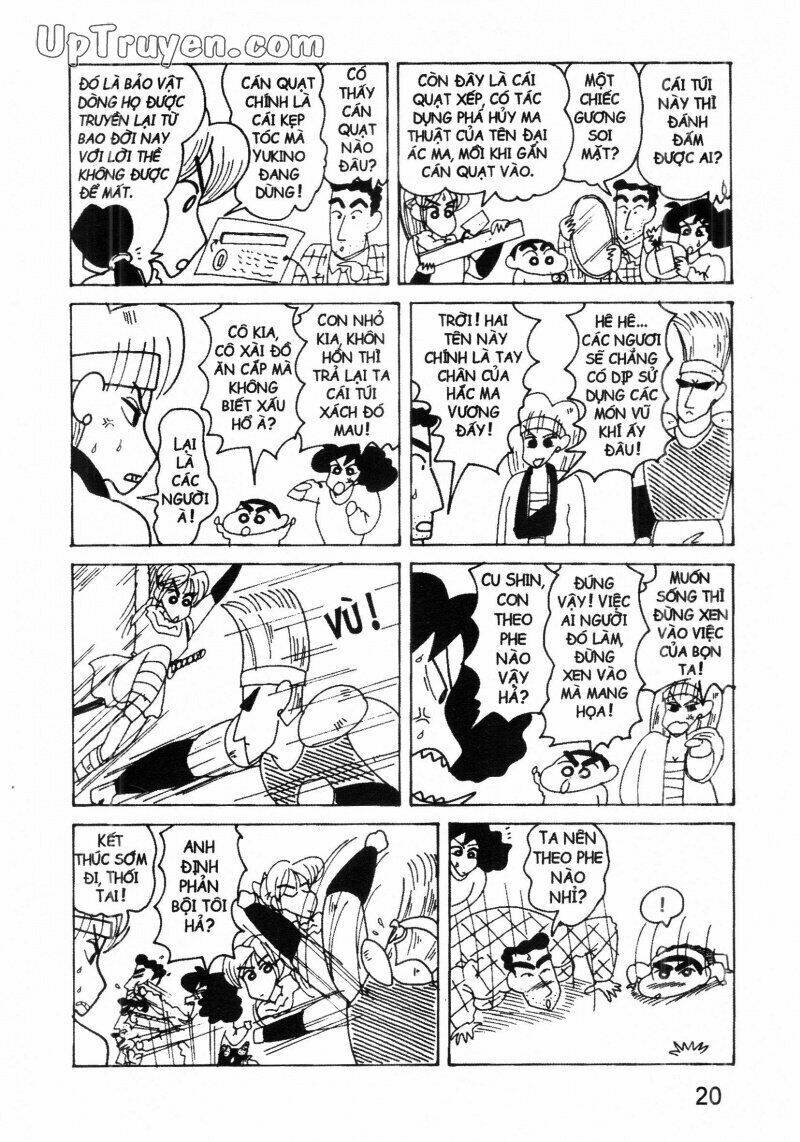 UpTruyen.com
CÁI TÚI
NÀY THÌ
ĐÁNH
ĐẤM
ĐƯỢC AI?
MỘT
CHIẾC
GƯƠNG
SOI
MẶT?
CÒN ĐÂY LÀ CÁI
QUẠT XẾP, CÓ TÁC
DỤNG PHÁ HỦY MA
THUẬT CỦA TÊN ĐẠI
ÁC MA, MỖI KHI GẮN
CÁN QUẠT VÀO.
CÓ
THẤY
CÁN
QUẠT
NÀO
ĐÂU?
CÁN QUẠT
CHÍNH LÀ
CÁI KẸP
TÓC MÀ
YUKINO
ĐANG
DÙNG!
ĐÓ LÀ BẢO VẬT
DÒNG HỌ ĐƯỢC
TRUYỀN LẠI TỪ
BAO ĐỜI NAY
VỚI LỜI THỀ
KHÔNG ĐƯỢC
ĐỂ MẤT.
HÊ HÊ...
CÁC NGƯƠI
SẼ CHẲNG
CÓ DỊP SỬ
DỤNG CÁC
MÓN VŨ
KHÍ ẤY
ĐÂU!
TRỜI! HAI
TÊN NÀY
CHÍNH LÀ TAY
CHÂN CỦA
HẮC MA
VƯƠNG
ĐẤY!
CON NHỎ
KIA, KHÔN
HỒN THÌ
TRẢ LẠI TA
CÁI TÚI
XÁCH ĐÓ
MAU!
CÔ KIA,
CÔ XÀI ĐỒ
ĂN CẮP MÀ
KHÔNG
BIẾT XẤU
HỔ À?
LẠI
LÀ
CÁC
NGƯỜI
À!
MUỐN
SỐNG THÌ
ĐỪNG XEN
VÀO VIỆC
CỦA BỌN
TA!
ĐÚNG
VẬY! VIỆC
AI NGƯỜI
ĐÓ LÀM,
ĐỪNG
XEN VÀO
MÀ MANG
HỌA!
CU SHIN,
CON
THEO
PHE
NÀO
VẬY
HẢ?
VÙ!
TA NÊN
THEO PHE
NÀO
NHỈ?
!
ANH
ĐỊNH
PHẢN
BỘI TÔI
HẢ?
KẾT
THÚC SỚM
ĐI, THỐI
TAI!
20